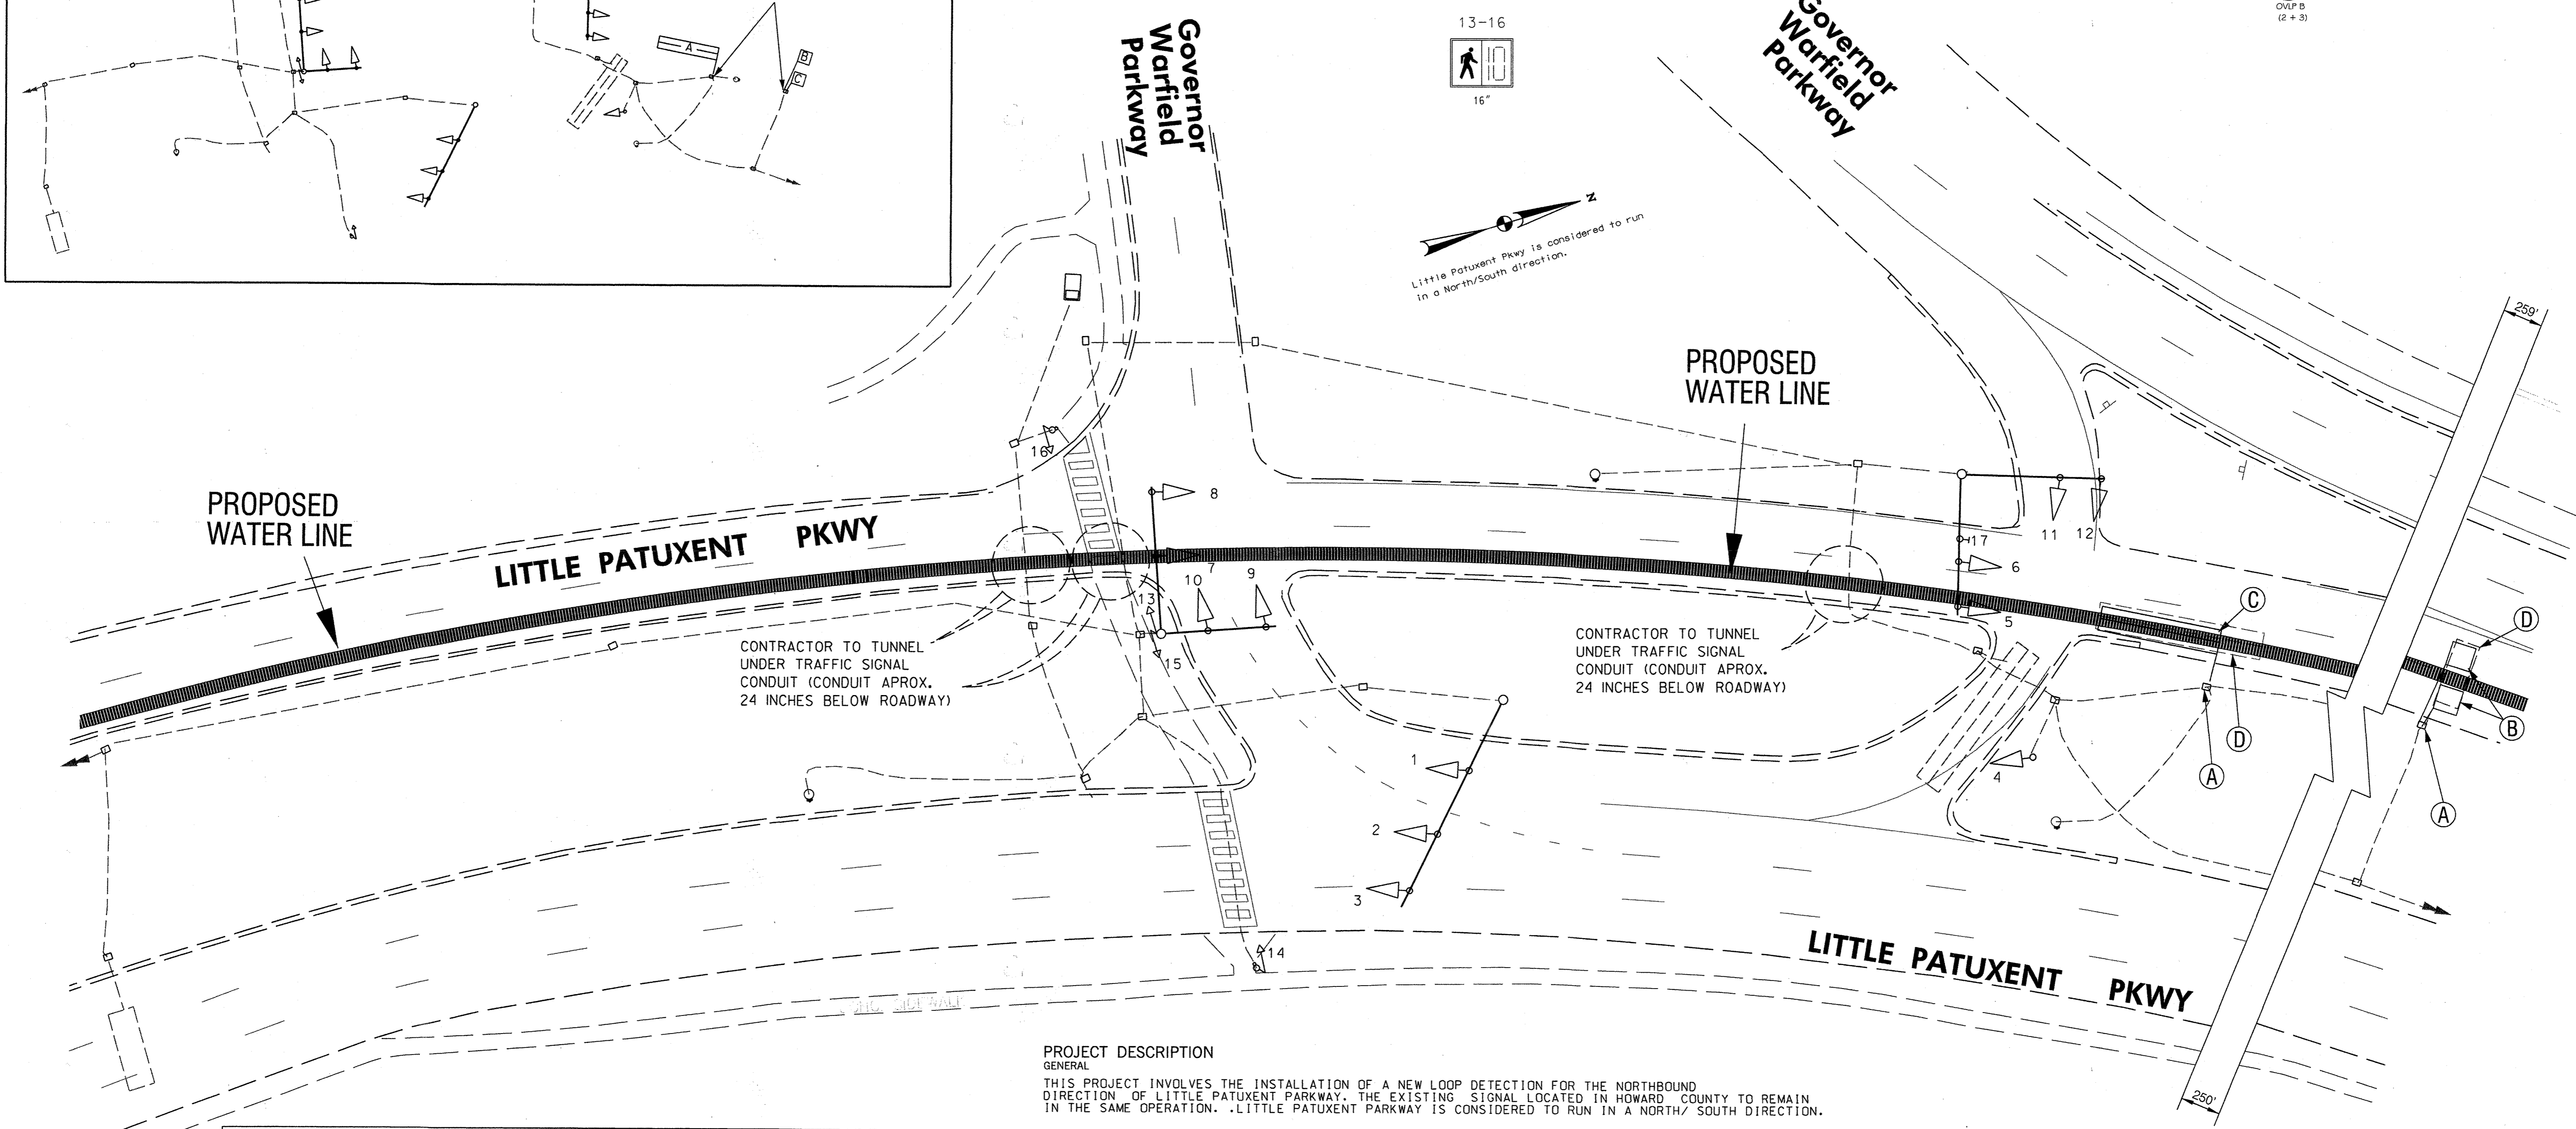 OVLP B
(2 + 3)
13-16
10
16"
A
B
C
Governor
Warfield
Parkway
Governor
Warfield
Parkway
N
Little Patuxent Pkwy is considered to run
in a North/South direction.
259'
PROPOSED
WATER LINE
PROPOSED
WATER LINE
LITTLE PATUXENT PKWY
16
8
7
10
9
13
15
17
6
5
11
12
C
D
B
D
A
A
CONTRACTOR TO TUNNEL
UNDER TRAFFIC SIGNAL
CONDUIT (CONDUIT APROX.
24 INCHES BELOW ROADWAY)
CONTRACTOR TO TUNNEL
UNDER TRAFFIC SIGNAL
CONDUIT (CONDUIT APROX.
24 INCHES BELOW ROADWAY)
1
2
3
4
14
LITTLE PATUXENT PKWY
250'
PROJECT DESCRIPTION
GENERAL
THIS PROJECT INVOLVES THE INSTALLATION OF A NEW LOOP DETECTION FOR THE NORTHBOUND
DIRECTION OF LITTLE PATUXENT PARKWAY. THE EXISTING SIGNAL LOCATED IN HOWARD COUNTY TO REMAIN
IN THE SAME OPERATION. .LITTLE PATUXENT PARKWAY IS CONSIDERED TO RUN IN A NORTH/ SOUTH DIRECTION.